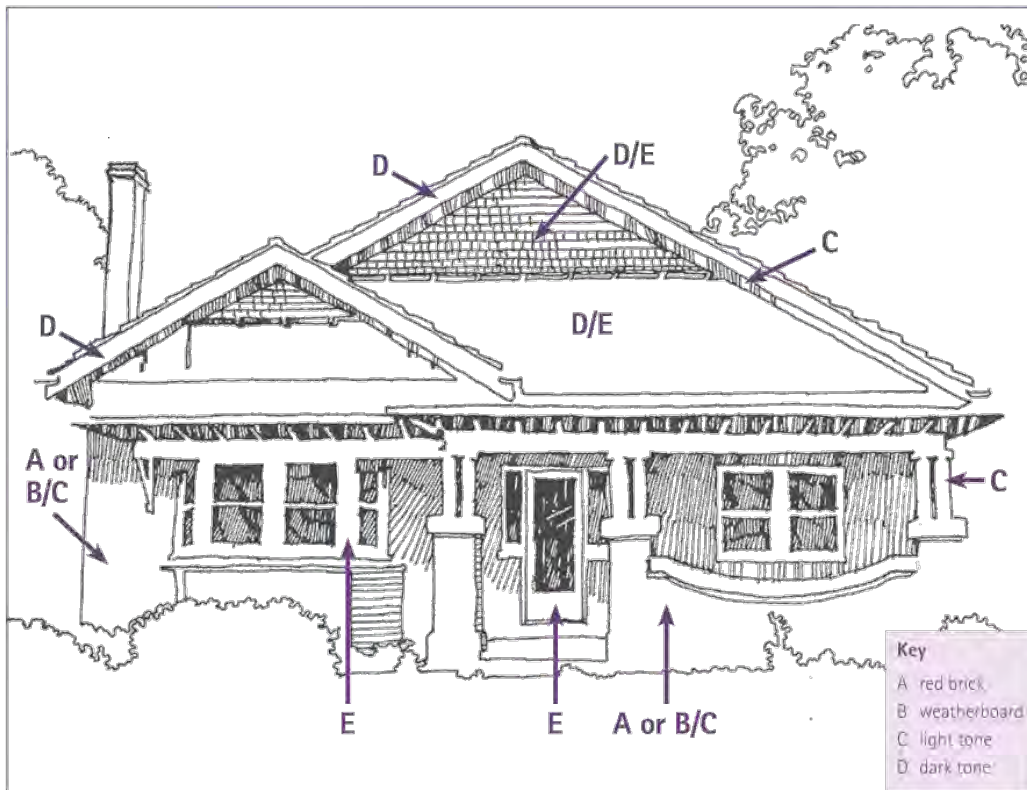 D/E
D
C
D/E
D
A or
B/C
C
E
E
A or B/C
Key
A red brick
B weatherboard
C light tone
D dark tone